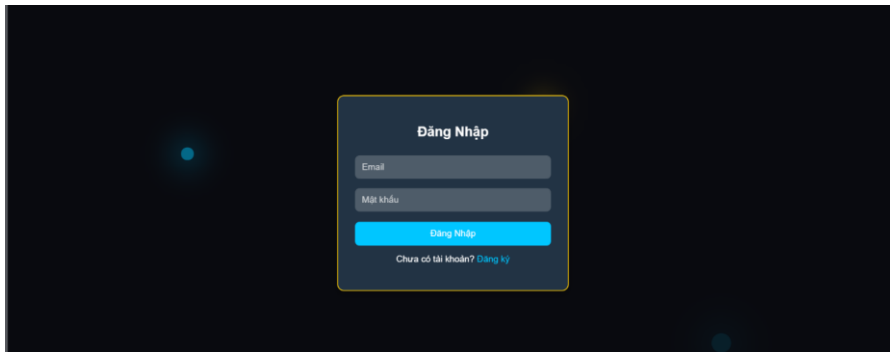 Đăng Nhập
Email
Mật khẩu
Đăng Nhập
Chưa có tài khoản? Đăng ký